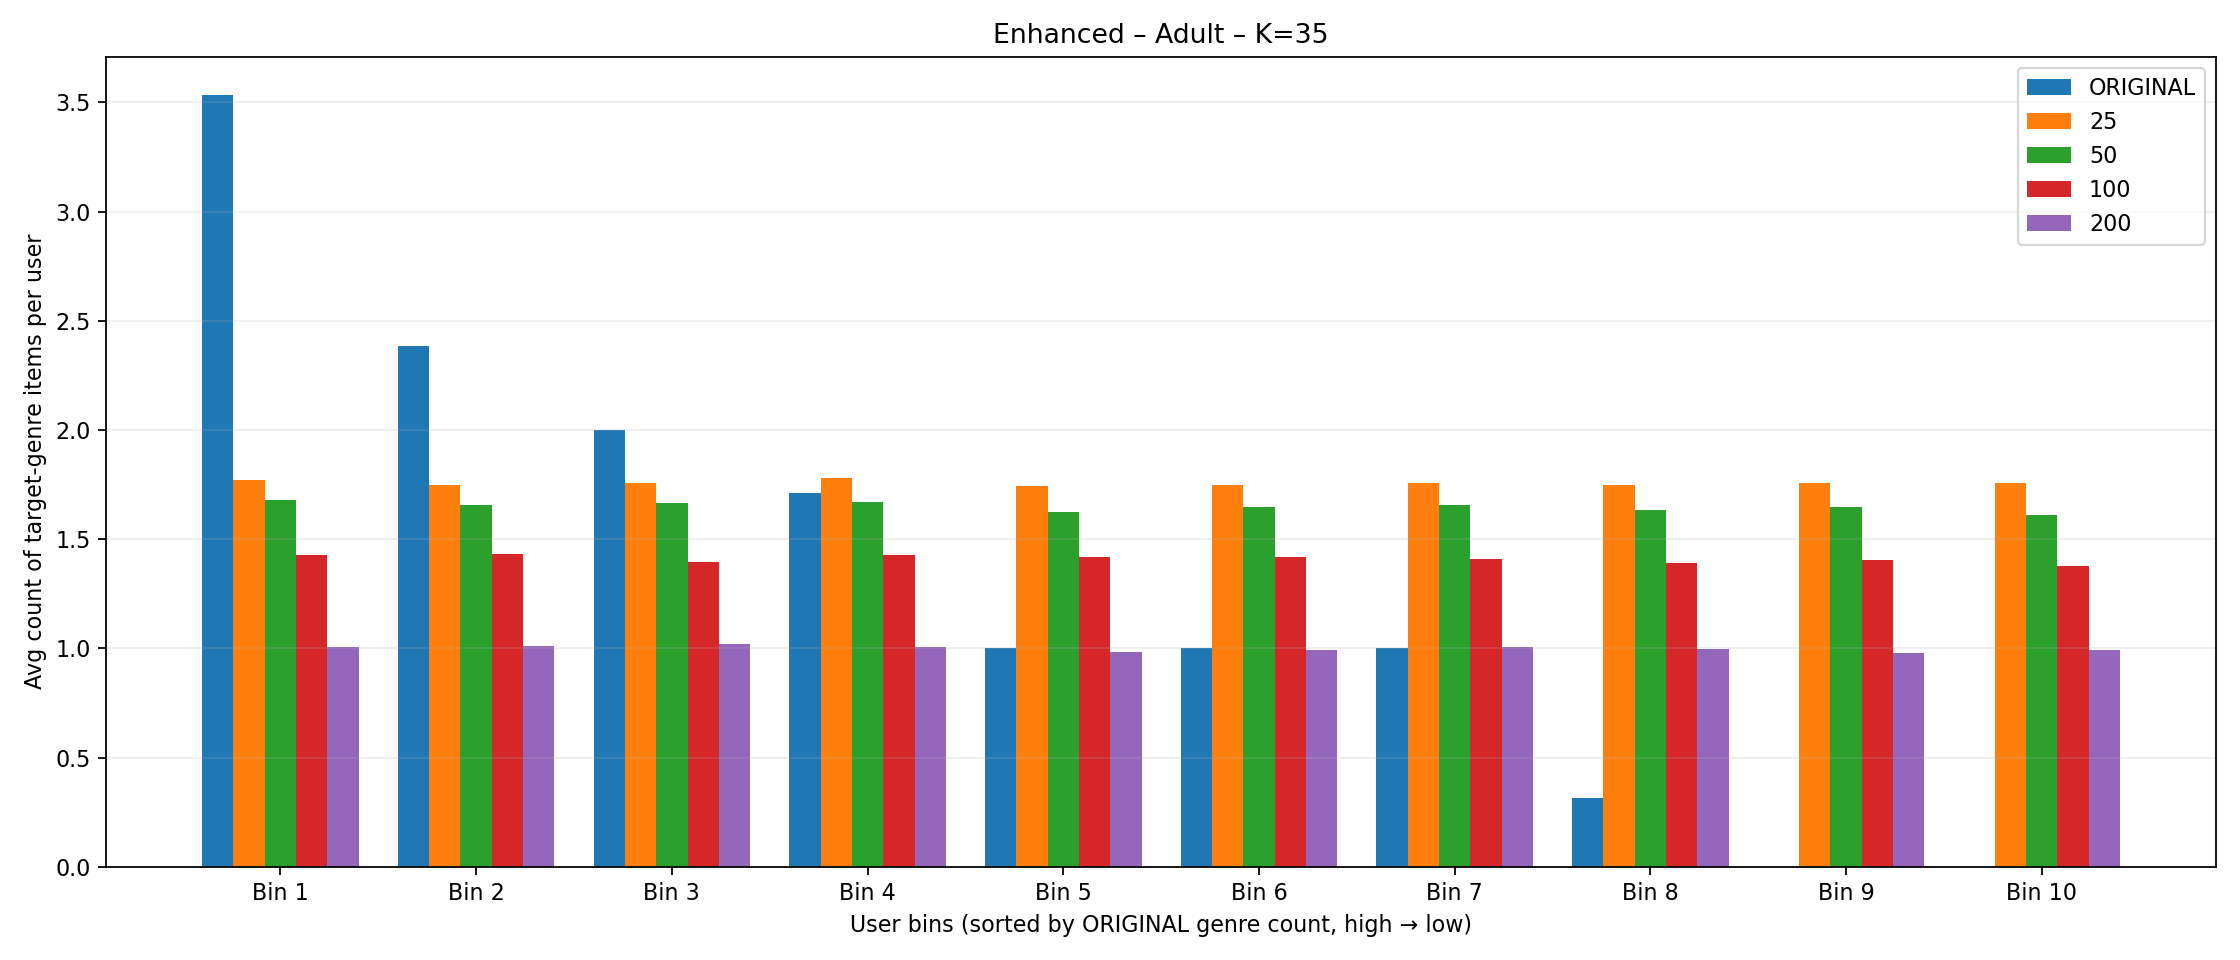 Enhanced – Adult – K=35
ORIGINAL
25
50
100
200
Avg count of target-genre items per user
3.5
3.0
2.5
2.0
1.5
1.0
0.5
0.0
Bin 1 Bin 2 Bin 3 Bin 4 Bin 5 Bin 6 Bin 7 Bin 8 Bin 9 Bin 10
User bins (sorted by ORIGINAL genre count, high → low)